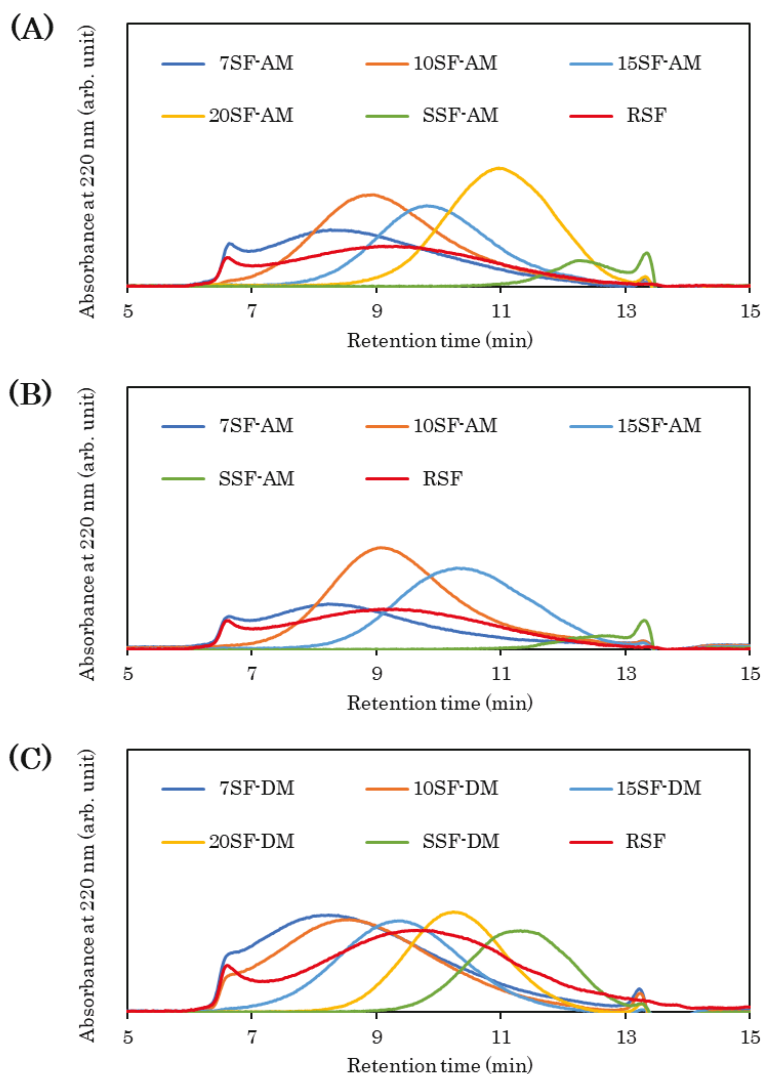 (A)
7SF-AM 10SF-AM 15SF-AM
20SF-AM SSF-AM RSF
Absorbance at 220 nm (arb. unit)
5 7 9 11 13 15
Retention time (min)
(B)
7SF-AM 10SF-AM 15SF-AM
SSF-AM RSF
Absorbance at 220 nm (arb. unit)
5 7 9 11 13 15
Retention time (min)
(C)
7SF-DM 10SF-DM 15SF-DM
20SF-DM SSF-DM RSF
Absorbance at 220 nm (arb. unit)
5 7 9 11 13 15
Retention time (min)